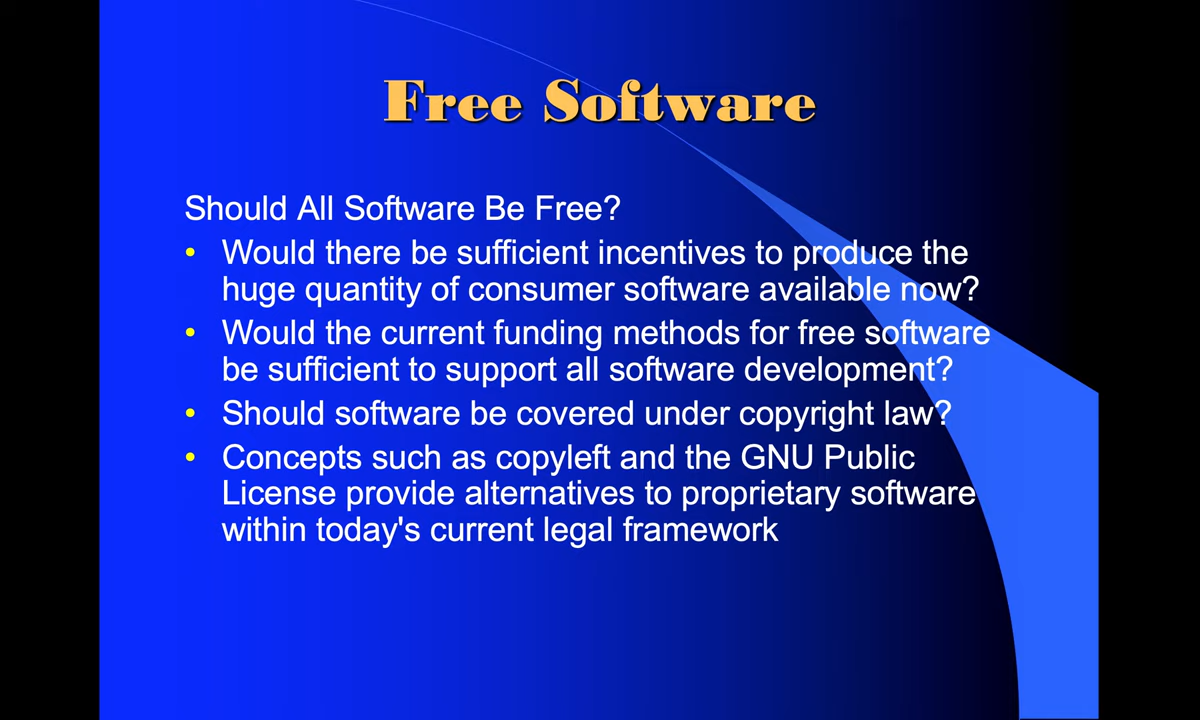 Free Software
Should All Software Be Free?
• Would there be sufficient incentives to produce the
huge quantity of consumer software available now?
• Would the current funding methods for free software
be sufficient to support all software development?
• Should software be covered under copyright law?
• Concepts such as copyleft and the GNU Public
License provide alternatives to proprietary software
within today's current legal framework